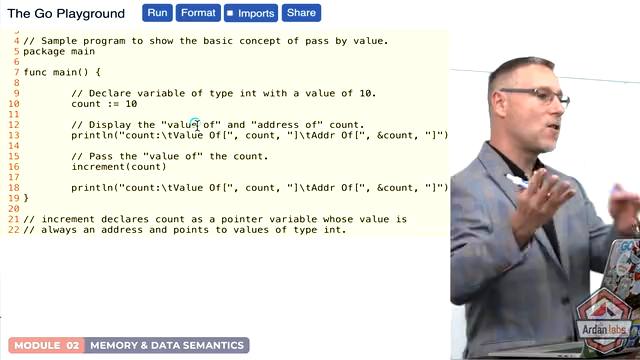 The Go Playground
Run
Format
Imports
Share
4 // Sample program to show the basic concept of pass by value.
5 package main
6
7 func main() {
8
9 // Declare variable of type int with a value of 10.
10 count := 10
11
12 // Display the "value of" and "address of" count.
13 println("count:\tValue Of[", count, "]\tAddr Of[", &count, "]")
14
15 // Pass the "value of" the count.
16 increment(count)
17
18 println("count:\tValue Of[", count, "]\tAddr Of[", &count, "]")
19 }
20
21 // increment declares count as a pointer variable whose value is
22 // always an address and points to values of type int.
GO
Ardan labs
MODULE 02 MEMORY & DATA SEMANTICS